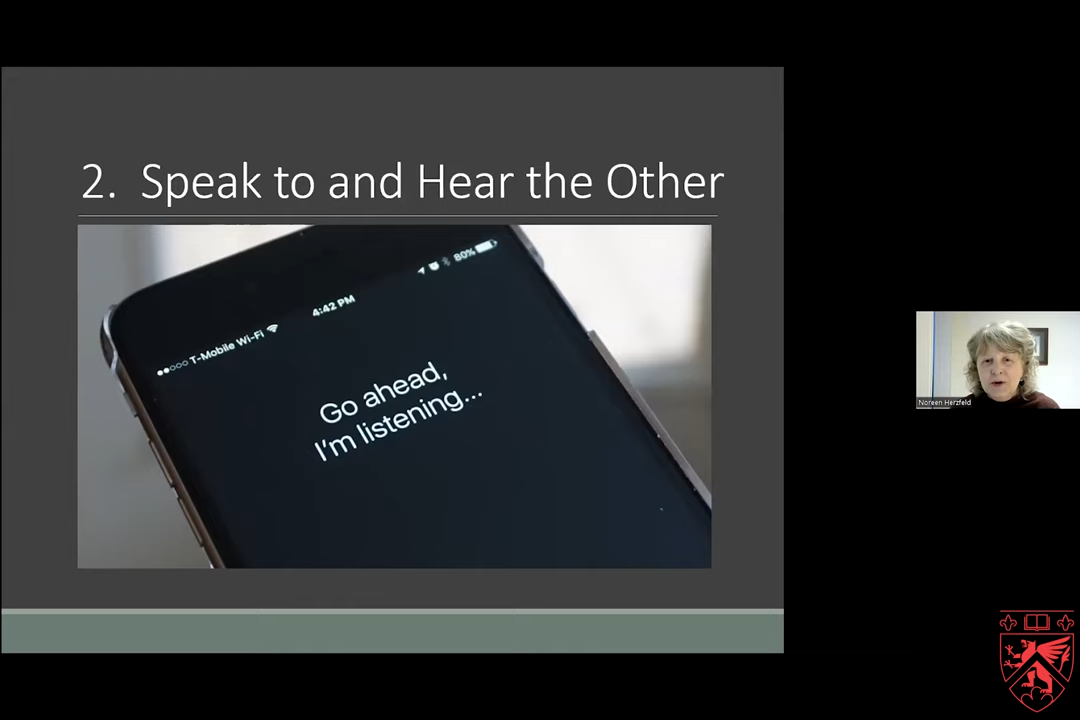 2. Speak to and Hear the Other
T-Mobile Wi-Fi
4:42 PM
80%
Go ahead,
I'm listening...
Noreen Herzfeld